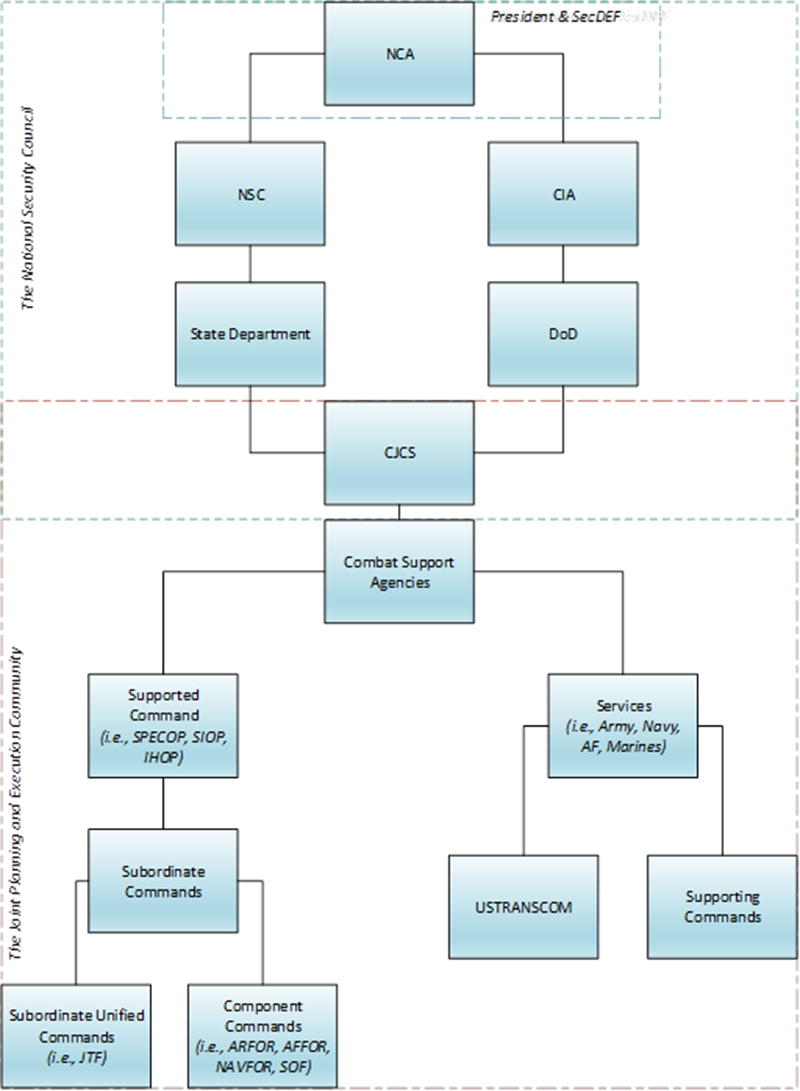 President & SecDEF
NCA
The National Security Council
NSC
CIA
State Department
DoD
CJCS
Combat Support
Agencies
The Joint Planning and Execution Community
Supported
Command
(i.e., SPECOP, SIOP,
IHOP)
Services
(i.e., Army, Navy,
AF, Marines)
Subordinate
Commands
USTRANSCOM
Supporting
Commands
Subordinate Unified
Commands
(i.e., JTF)
Component
Commands
(i.e., ARFOR, AFFOR,
NAVFOR, SOF)